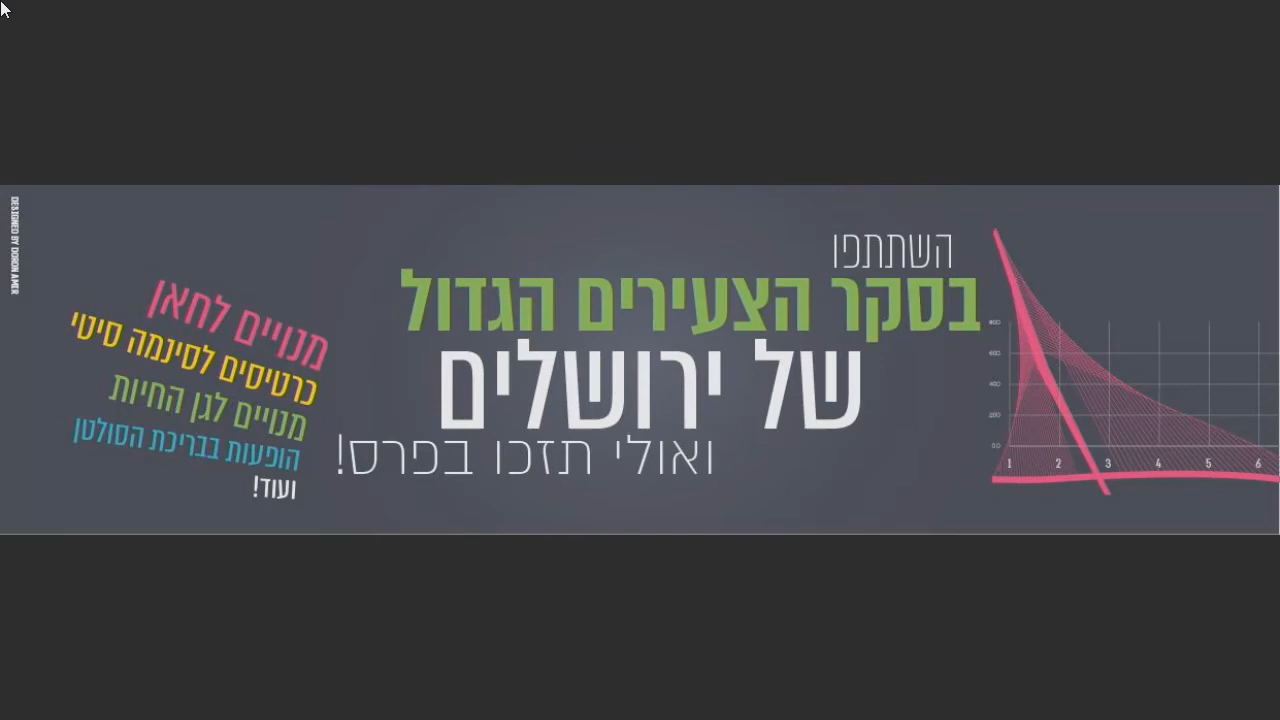 השתתפו
בסקר הצעירים הגדול
של ירושלים
ואולי תזכו בפרס!
מנויים לחאן
כרטיסים לסינמה סיטי
מנויים לגן החיות
הופעות בבריכת הסולטן
ועוד!
1 2 3 4 5 6
DESIGNED BY DORON AMER